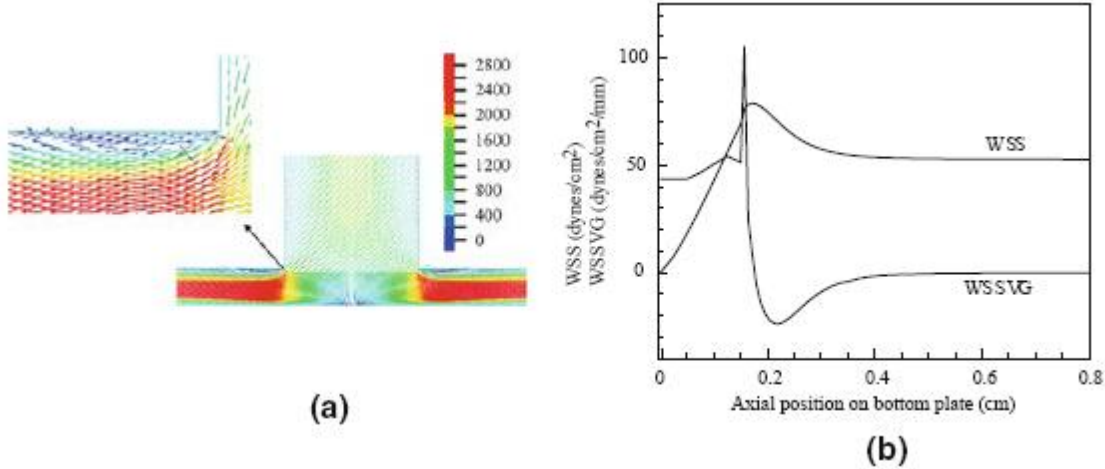 2800
2400
2000
1600
1200
800
400
0
(a)
WSS (dynes/cm²)
WSSVG (dynes/cm²/mm)
100
50
0
WSS
WSSVG
0 0.2 0.4 0.6 0.8
Axial position on bottom plate (cm)
(b)